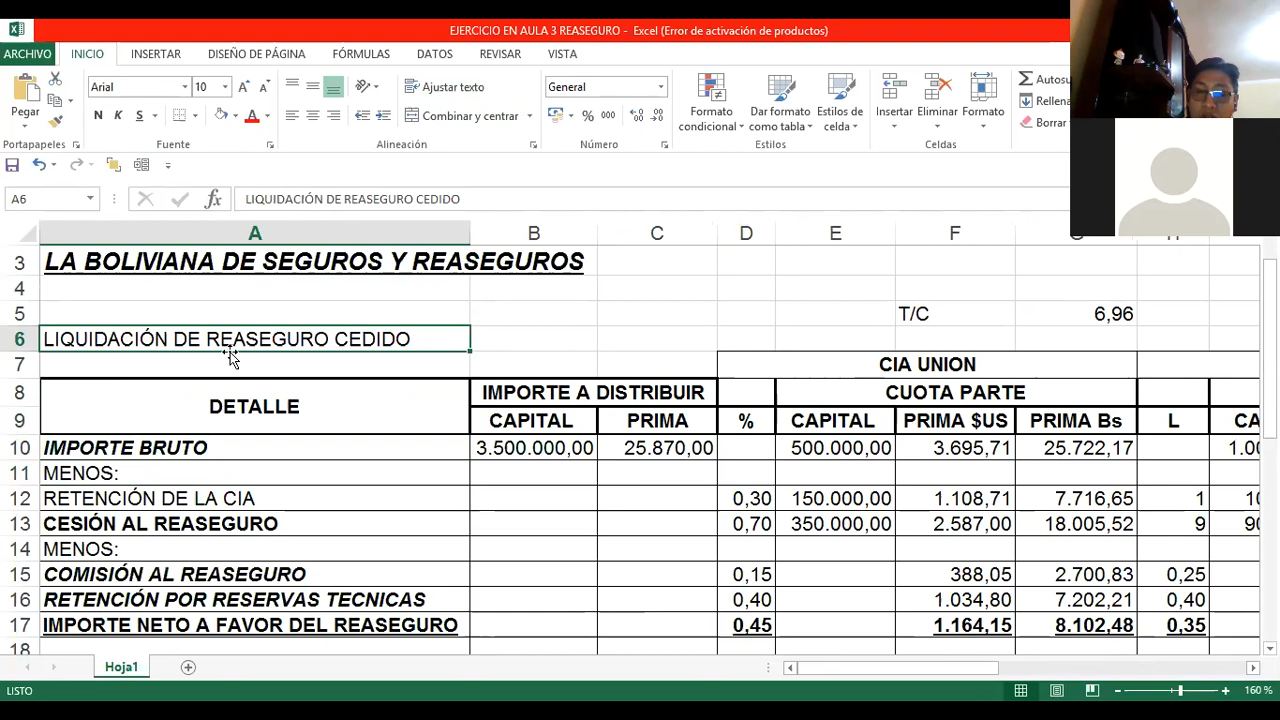 EJERCICIO EN AULA 3 REASEGURO - Excel (Error de activación de productos)
ARCHIVO INICIO INSERTAR DISEÑO DE PÁGINA FÓRMULAS DATOS REVISAR VISTA
Pegar
Arial 10
N K S
Ajustar texto
Combinar y centrar
General
% 000
Formato condicional
Dar formato como tabla
Estilos de celda
Insertar Eliminar Formato
Autosu
Rellena
Borrar
Portapapeles Fuente Alineación Número Estilos Celdas
A6 fx LIQUIDACIÓN DE REASEGURO CEDIDO
A B C D E F
3 LA BOLIVIANA DE SEGUROS Y REASEGUROS
4
5 T/C 6,96
6 LIQUIDACIÓN DE REASEGURO CEDIDO
7 CIA UNION
8 DETALLE IMPORTE A DISTRIBUIR CUOTA PARTE
9 CAPITAL PRIMA % CAPITAL PRIMA $US PRIMA Bs L CA
10 IMPORTE BRUTO 3.500.000,00 25.870,00 500.000,00 3.695,71 25.722,17 1.00
11 MENOS:
12 RETENCIÓN DE LA CIA 0,30 150.000,00 1.108,71 7.716,65 1 10
13 CESIÓN AL REASEGURO 0,70 350.000,00 2.587,00 18.005,52 9 90
14 MENOS:
15 COMISIÓN AL REASEGURO 0,15 388,05 2.700,83 0,25
16 RETENCIÓN POR RESERVAS TECNICAS 0,40 1.034,80 7.202,21 0,40
17 IMPORTE NETO A FAVOR DEL REASEGURO 0,45 1.164,15 8.102,48 0,35
18
Hoja1
LISTO 160 %